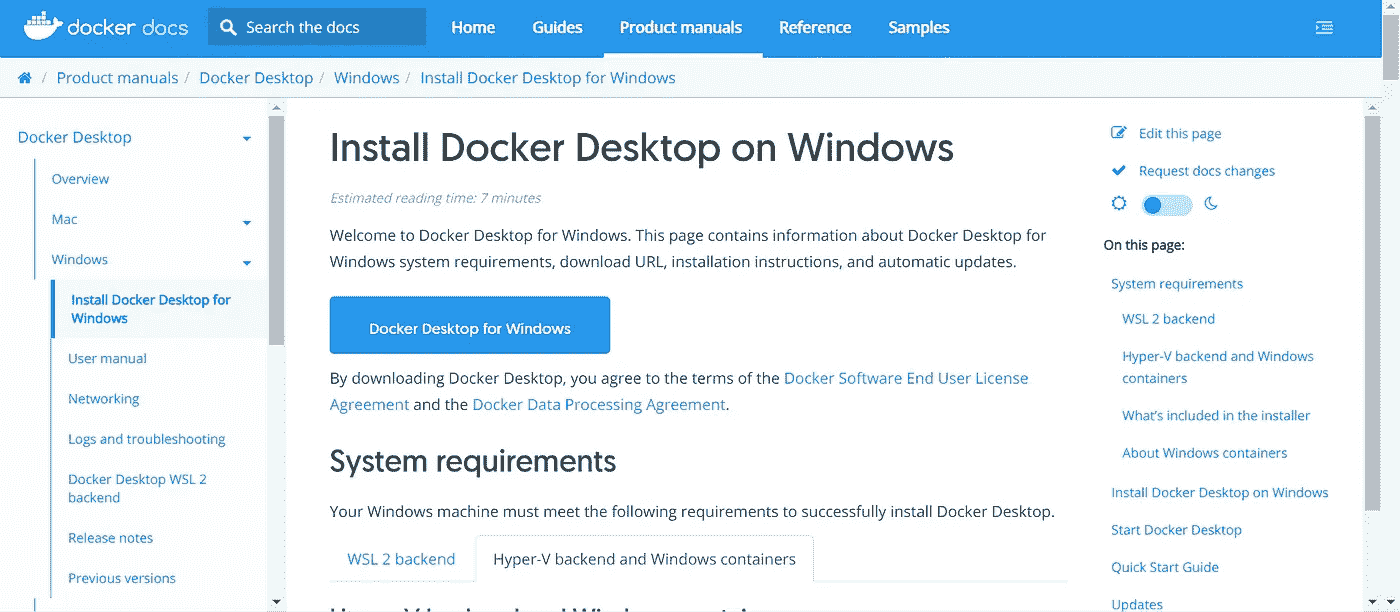 docker docs
Search the docs
Home
Guides
Product manuals
Reference
Samples
/ Product manuals / Docker Desktop / Windows / Install Docker Desktop for Windows
Docker Desktop
Overview
Mac
Windows
Install Docker Desktop for
Windows
User manual
Networking
Logs and troubleshooting
Docker Desktop WSL 2
backend
Release notes
Previous versions
Install Docker Desktop on Windows
Estimated reading time: 7 minutes
Welcome to Docker Desktop for Windows. This page contains information about Docker Desktop for
Windows system requirements, download URL, installation instructions, and automatic updates.
Docker Desktop for Windows
By downloading Docker Desktop, you agree to the terms of the Docker Software End User License
Agreement and the Docker Data Processing Agreement.
System requirements
Your Windows machine must meet the following requirements to successfully install Docker Desktop.
WSL 2 backend
Hyper-V backend and Windows containers
Edit this page
Request docs changes
On this page:
System requirements
WSL 2 backend
Hyper-V backend and Windows
containers
What's included in the installer
About Windows containers
Install Docker Desktop on Windows
Start Docker Desktop
Quick Start Guide
Updates